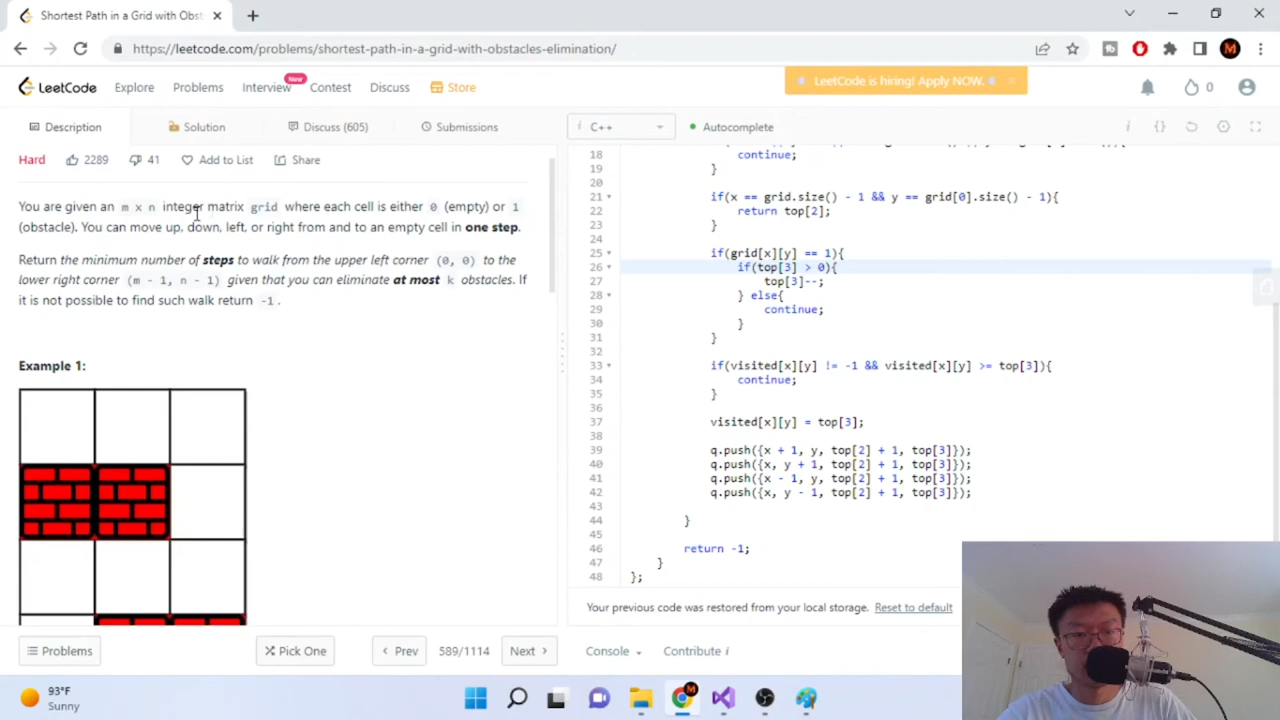 Shortest Path in a Grid with Obst
https://leetcode.com/problems/shortest-path-in-a-grid-with-obstacles-elimination/
M
LeetCode
Explore
Problems
Interview
New
Contest
Discuss
Store
LeetCode is hiring! Apply NOW.
0
Description
Solution
Discuss (605)
Submissions
i C++
Autocomplete
Hard
2289
41
Add to List
Share
You are given an m x n integer matrix grid where each cell is either 0 (empty) or 1
(obstacle). You can move up, down, left, or right from and to an empty cell in one step.
Return the minimum number of steps to walk from the upper left corner (0, 0) to the
lower right corner (m - 1, n - 1) given that you can eliminate at most k obstacles. If
it is not possible to find such walk return -1.
Example 1:
18 continue;
19 }
20
21 if(x == grid.size() - 1 && y == grid[0].size() - 1){
22 return top[2];
23 }
24
25 if(grid[x][y] == 1){
26 if(top[3] > 0){
27 top[3]--;
28 } else{
29 continue;
30 }
31 }
32
33 if(visited[x][y] != -1 && visited[x][y] >= top[3]){
34 continue;
35 }
36
37 visited[x][y] = top[3];
38
39 q.push({x + 1, y, top[2] + 1, top[3]});
40 q.push({x, y + 1, top[2] + 1, top[3]});
41 q.push({x - 1, y, top[2] + 1, top[3]});
42 q.push({x, y - 1, top[2] + 1, top[3]});
43
44 }
45
46 return -1;
47 }
48 };
Your previous code was restored from your local storage. Reset to default
Problems
Pick One
Prev
589/1114
Next
Console
Contribute i
93°F
Sunny